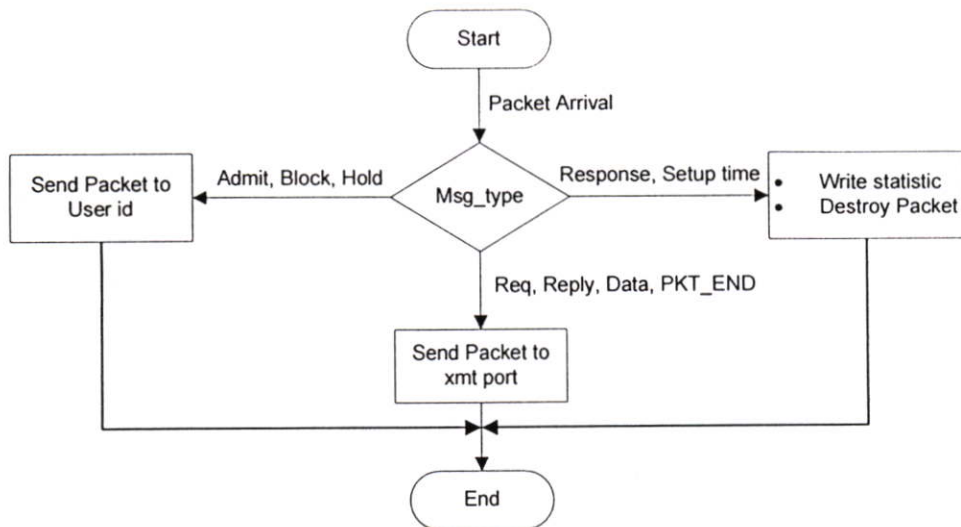 Start
Packet Arrival
Send Packet to
User id
Admit, Block, Hold
Msg_type
Response, Setup time
• Write statistic
• Destroy Packet
Req, Reply, Data, PKT_END
Send Packet to
xmt port
End